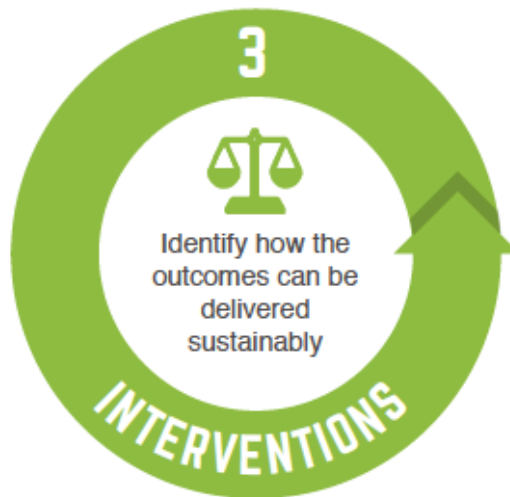 3
Identify how the
outcomes can be
delivered
sustainably
INTERVENTIONS